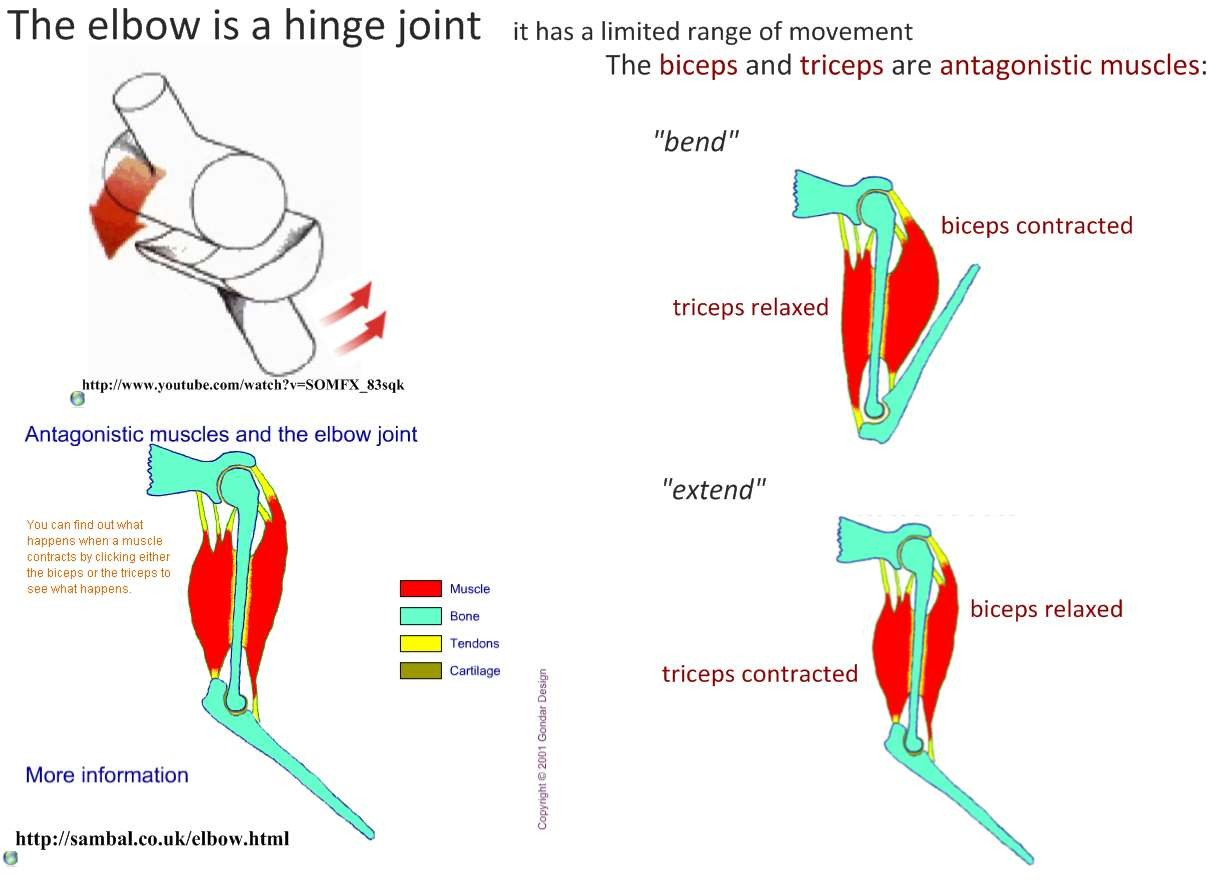 The elbow is a hinge joint it has a limited range of movement
The biceps and triceps are antagonistic muscles:
http://www.youtube.com/watch?v=SOMFX_83sqk
"bend"
biceps contracted
triceps relaxed
Antagonistic muscles and the elbow joint
You can find out what
happens when a muscle
contracts by clicking either
the biceps or the triceps to
see what happens.
Muscle
Bone
Tendons
Cartilage
Copyright © 2001 Gondar Design
More information
http://sambal.co.uk/elbow.html
"extend"
biceps relaxed
triceps contracted